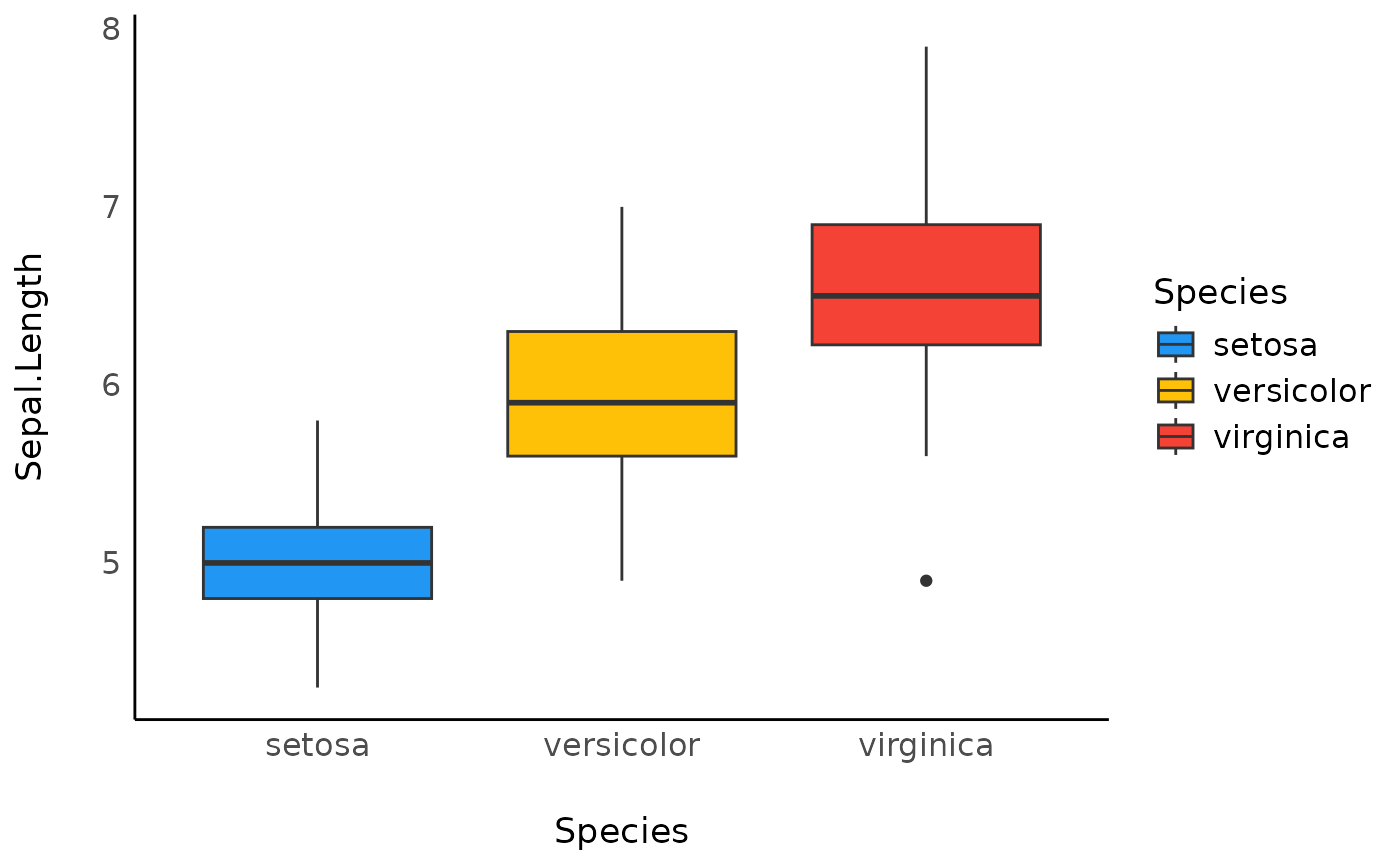 Sepal.Length
8
7
6
5
setosa versicolor virginica
Species
Species
setosa
versicolor
virginica